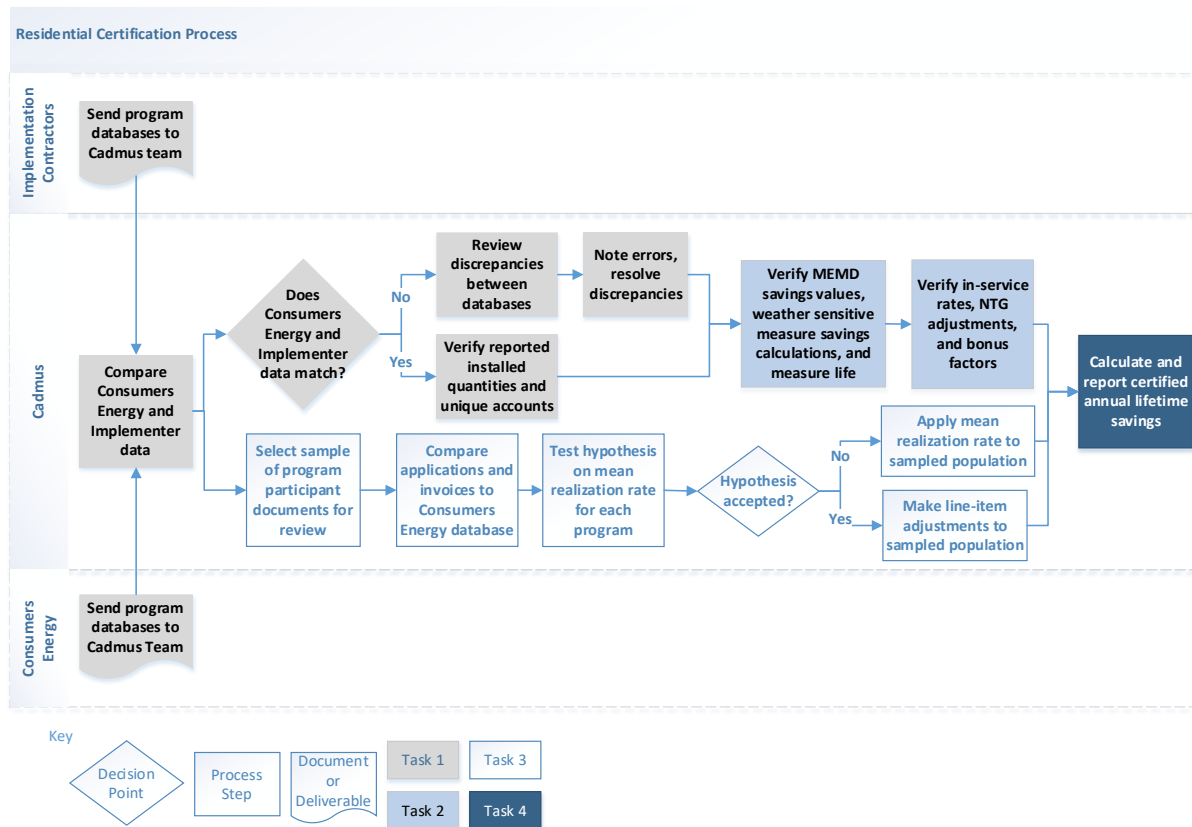 Residential Certification Process
Implementation
Contractors
Send program
databases to
Cadmus team
Cadmus
Compare
Consumers
Energy and
Implementer
data
Does
Consumers
Energy and
Implementer
data match?
No
Yes
Review
discrepancies
between
databases
Note errors,
resolve
discrepancies
Verify reported
installed
quantities and
unique accounts
Verify MEMD
savings values,
weather sensitive
measure savings
calculations, and
measure life
Verify in-service
rates, NTG
adjustments,
and bonus
factors
Calculate and
report certified
annual lifetime
savings
Select sample
of program
participant
documents for
review
Compare
applications and
invoices to
Consumers
Energy database
Test hypothesis
on mean
realization rate
for each
program
Hypothesis
accepted?
No
Yes
Apply mean
realization rate to
sampled population
Make line-item
adjustments to
sampled population
Consumers
Energy
Send program
databases to
Cadmus Team
Key
Decision
Point
Process
Step
Document
or
Deliverable
Task 1
Task 2
Task 3
Task 4